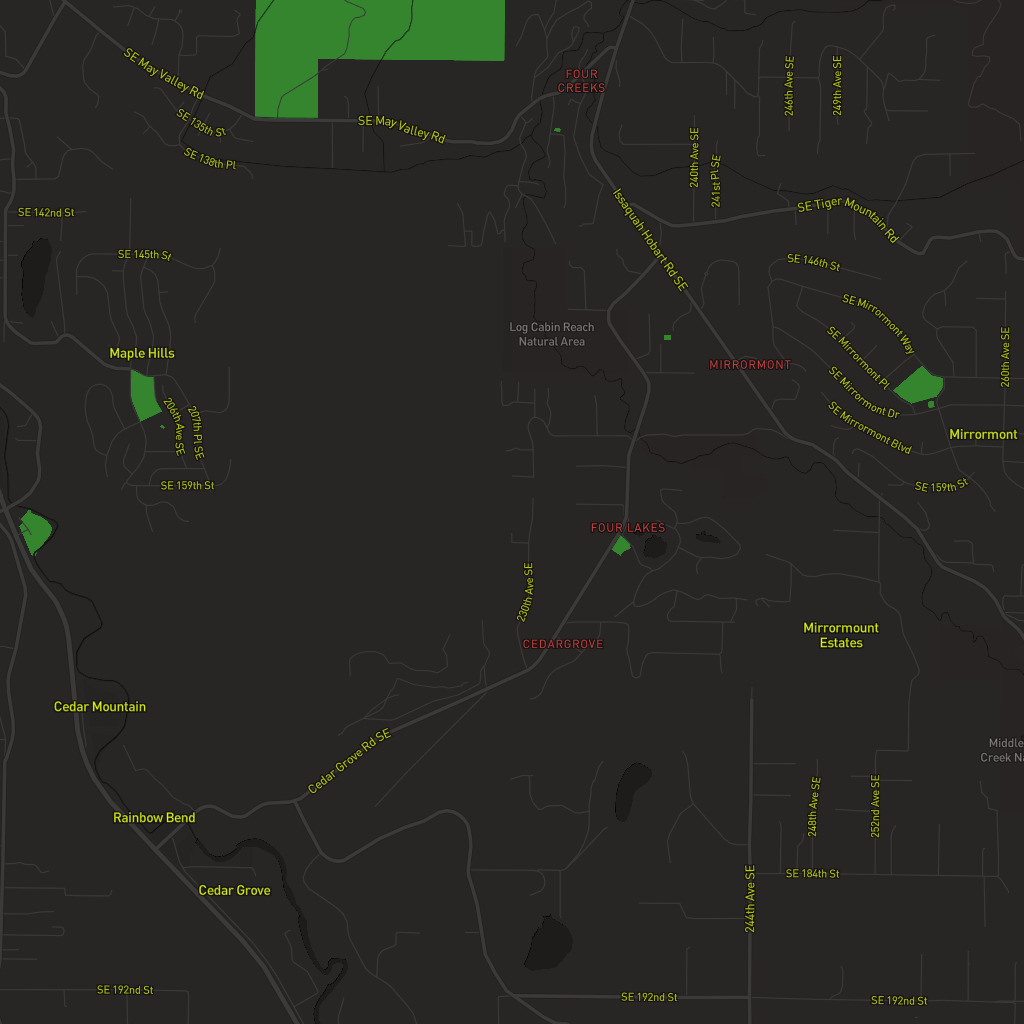 SE May Valley Rd
FOUR
CREEKS
246th Ave SE
249th Ave SE
SE 135th St
SE May Valley Rd
SE 138th Pl
240th Ave SE
241st Pl SE
SE 142nd St
Issaquah Hobart Rd SE
SE Tiger Mountain Rd
SE 145th St
SE 146th St
SE Mirrormont Way
Log Cabin Reach
Natural Area
Maple Hills
MIRRORMONT
SE Mirrormont Pl
260th Ave SE
SE Mirrormont Dr
SE Mirrormont Blvd
206th Ave SE
207th Pl SE
Mirrormont
SE 159th St
SE 159th St
FOUR LAKES
230th Ave SE
CEDARGROVE
Mirrormount
Estates
Cedar Mountain
Cedar Grove Rd SE
Middle
Creek Na
248th Ave SE
252nd Ave SE
Rainbow Bend
SE 184th St
Cedar Grove
244th Ave SE
SE 192nd St
SE 192nd St
SE 192nd St